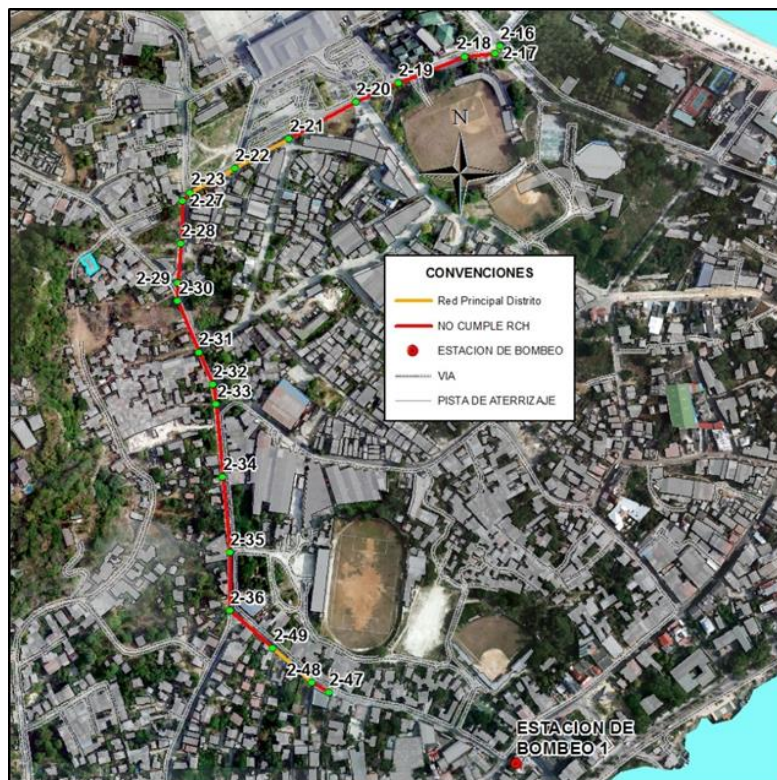 2-16
2-17
2-18
2-19
2-20
2-21
2-22
2-23
2-27
2-28
2-29
2-30
2-31
2-32
2-33
2-34
2-35
2-36
2-49
2-48
2-47
N
CONVENCIONES
Red Principal Distrito
NO CUMPLE RCH
ESTACION DE BOMBEO
VIA
PISTA DE ATERRIZAJE
ESTACION DE
BOMBEO 1